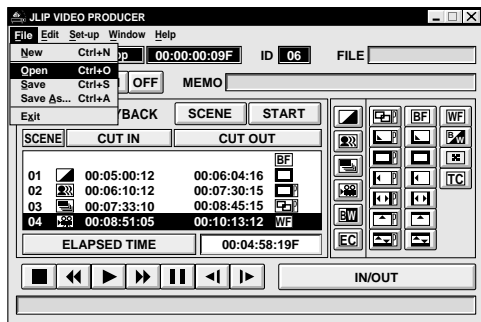 JLIP VIDEO PRODUCER
File Edit Set-up Window Help
New Ctrl+N
Open Ctrl+O
Save Ctrl+S
Save As... Ctrl+A
Exit
00:00:00:09F ID 06 FILE
OFF MEMO
SCENE START
SCENE CUT IN CUT OUT
BF
01 00:05:00:12 00:06:04:16
02 00:06:10:12 00:07:30:15 P
03 00:07:33:10 00:08:45:15 P
04 00:08:51:05 00:10:13:12 WF
ELAPSED TIME 00:04:58:19F
P BF WF
P B/W
P
P TC
P
BW P
EC P
IN/OUT